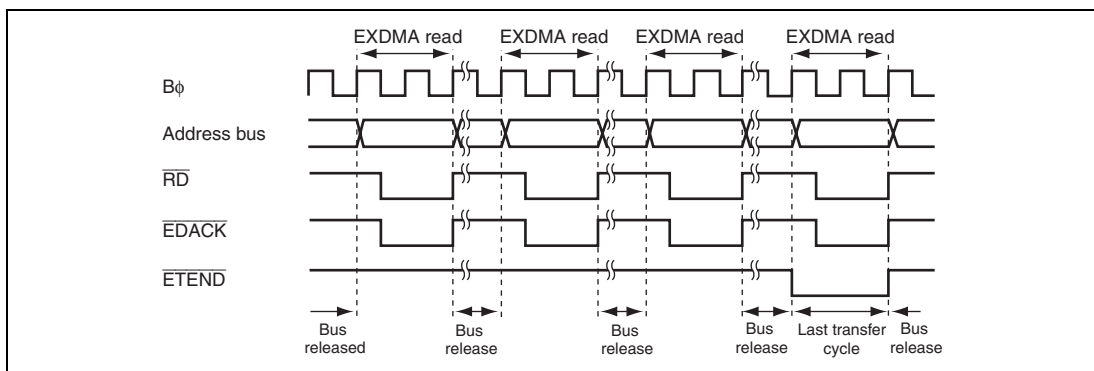 EXDMA read EXDMA read EXDMA read EXDMA read
Bϕ
Address bus
RD
EDACK
ETEND
Bus released
Bus release
Bus release
Bus release
Last transfer cycle
Bus release